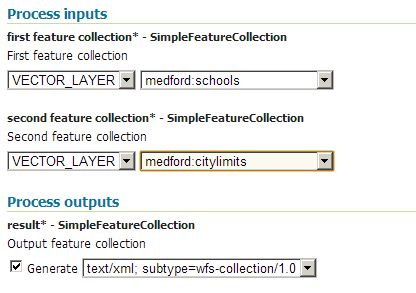 Process inputs
first feature collection* - SimpleFeatureCollection
First feature collection
VECTOR_LAYER medford:schools
second feature collection* - SimpleFeatureCollection
Second feature collection
VECTOR_LAYER medford:citylimits
Process outputs
result* - SimpleFeatureCollection
Output feature collection
Generate text/xml; subtype=wfs-collection/1.0